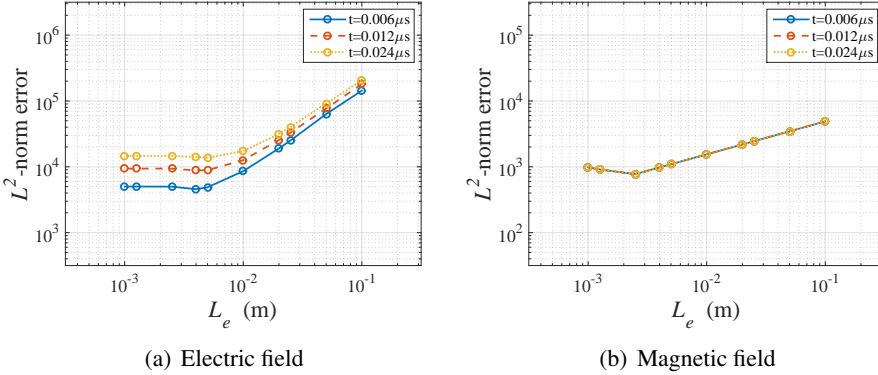 10^6
10^5
10^4
10^3
L^2-norm error
10^-3
10^-2
10^-1
L_e (m)
t=0.006μs
t=0.012μs
t=0.024μs
(a) Electric field
10^5
10^4
10^3
10^2
L^2-norm error
10^-3
10^-2
10^-1
L_e (m)
t=0.006μs
t=0.012μs
t=0.024μs
(b) Magnetic field